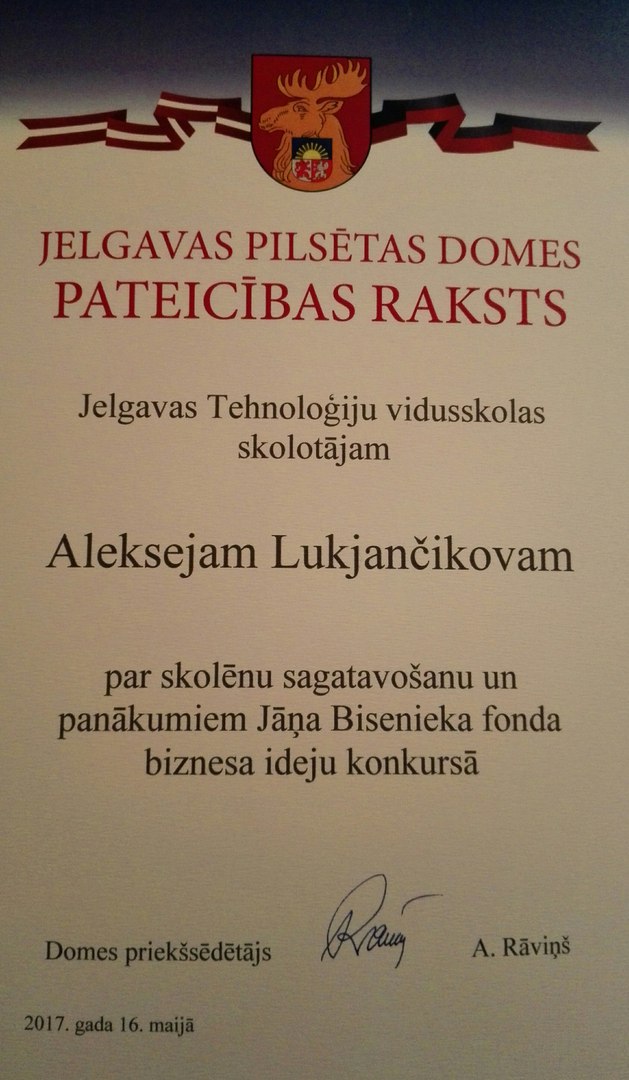 JELGAVAS PILSĒTAS DOMES
PATEICĪBAS RAKSTS
Jelgavas Tehnoloģiju vidusskolas
skolotājam
Aleksejam Lukjančikovam
par skolēnu sagatavošanu un
panākumiem Jāņa Bisenieka fonda
biznesa ideju konkursā
Domes priekšsēdētājs
A. Rāviņš
2017. gada 16. maijā